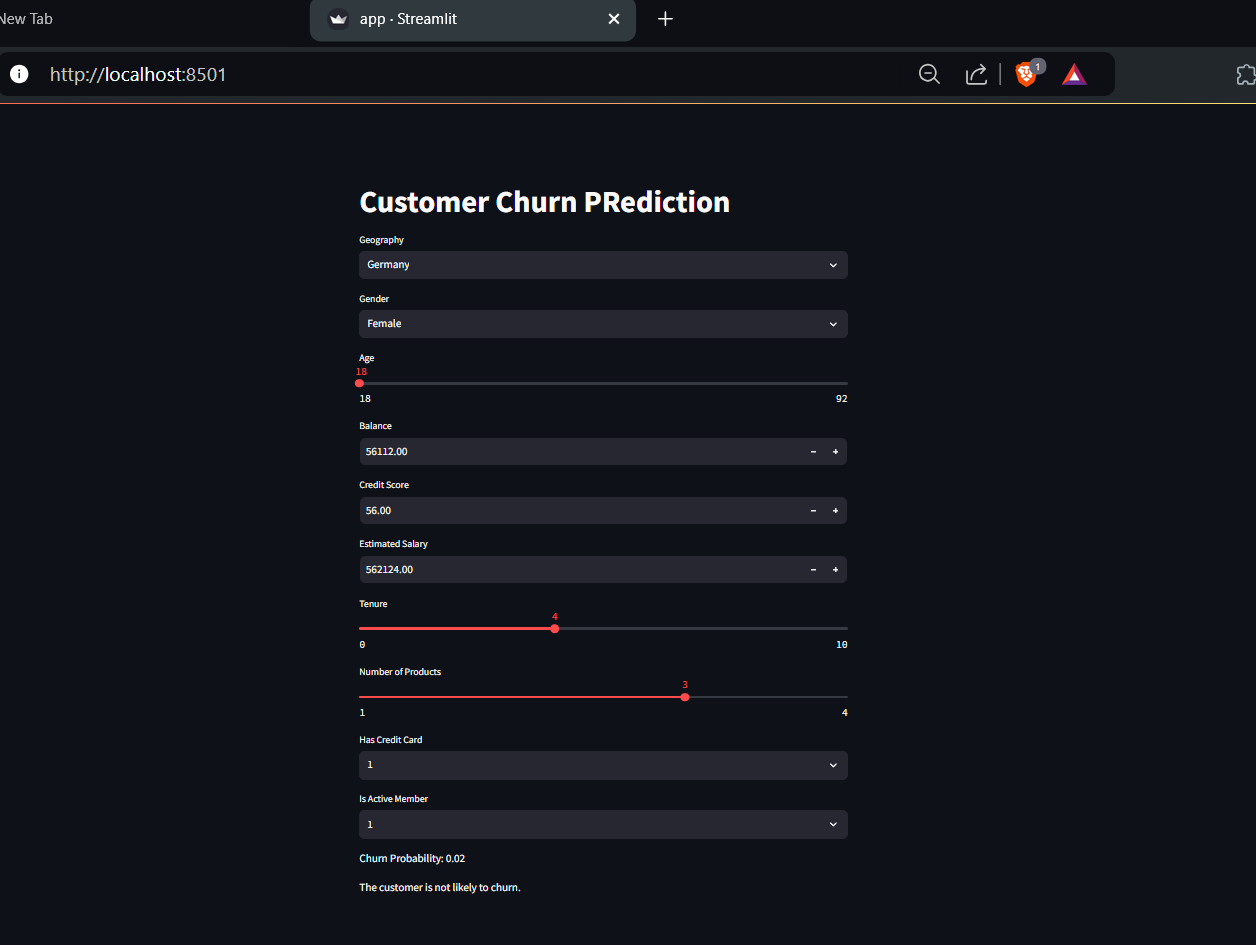 New Tab
app · Streamlit
http://localhost:8501
1
Customer Churn PRediction
Geography
Germany
Gender
Female
Age
18
18 92
Balance
56112.00
Credit Score
56.00
Estimated Salary
562124.00
Tenure
4
0 10
Number of Products
3
1 4
Has Credit Card
1
Is Active Member
1
Churn Probability: 0.02
The customer is not likely to churn.